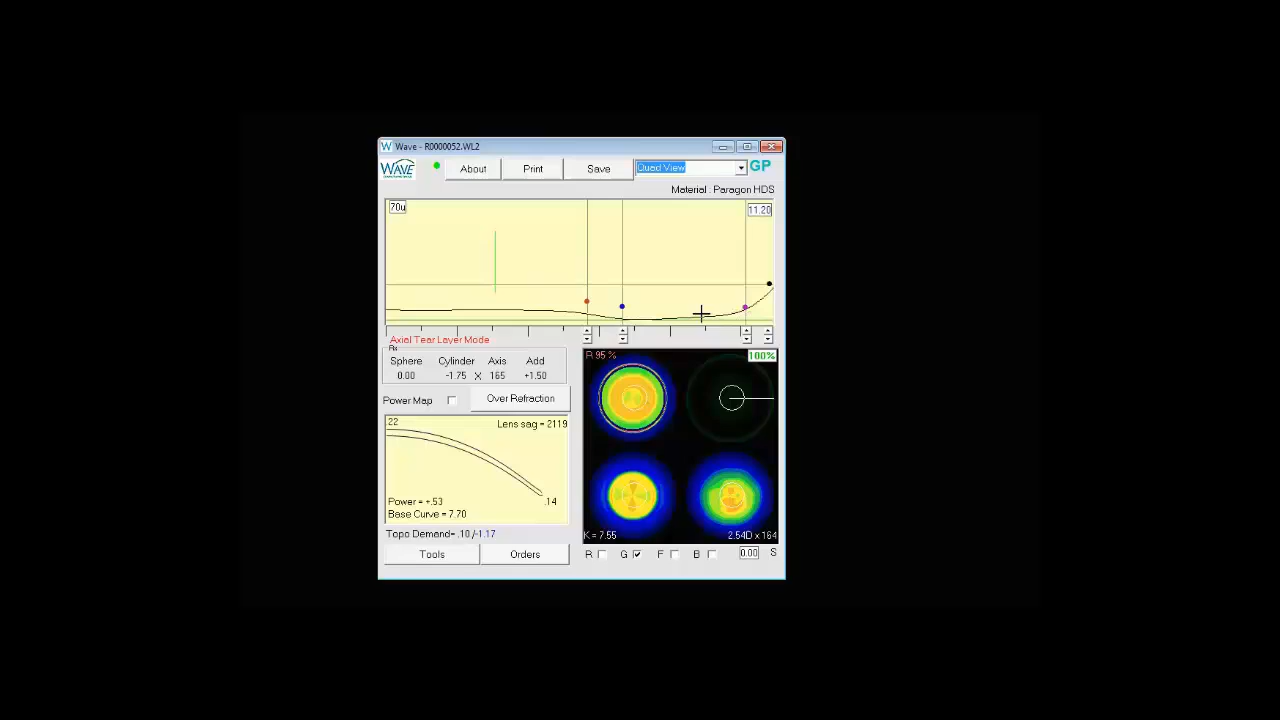 Wave - R0000052.WL2
WAVE
About
Print
Save
Quad View
GP
Material : Paragon HDS
70u
11.20
Axial Tear Layer Mode
Rx
Sphere Cylinder Axis Add
0.00 -1.75 X 165 +1.50
Power Map
Over Refraction
.22
Lens sag = 2119
Power = +.53
.14
Base Curve = 7.70
Topo Demand= .10 /-1.17
Tools
Orders
R 95 %
100%
K = 7.55
2.54D x 164
R G F B 0.00 S